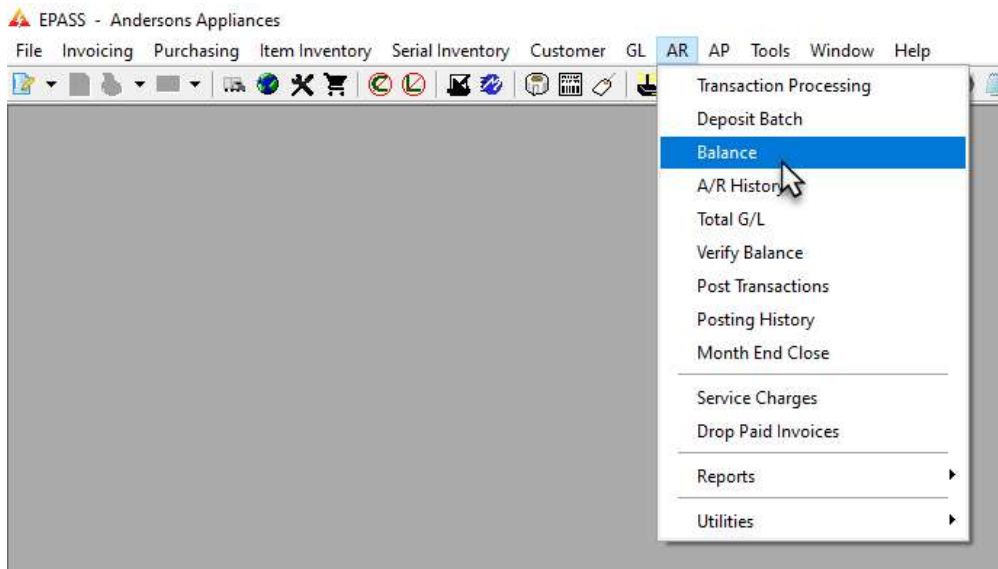 EPASS - Andersons Appliances
File Invoicing Purchasing Item Inventory Serial Inventory Customer GL AR AP Tools Window Help
Transaction Processing
Deposit Batch
Balance
A/R History
Total G/L
Verify Balance
Post Transactions
Posting History
Month End Close
Service Charges
Drop Paid Invoices
Reports
Utilities